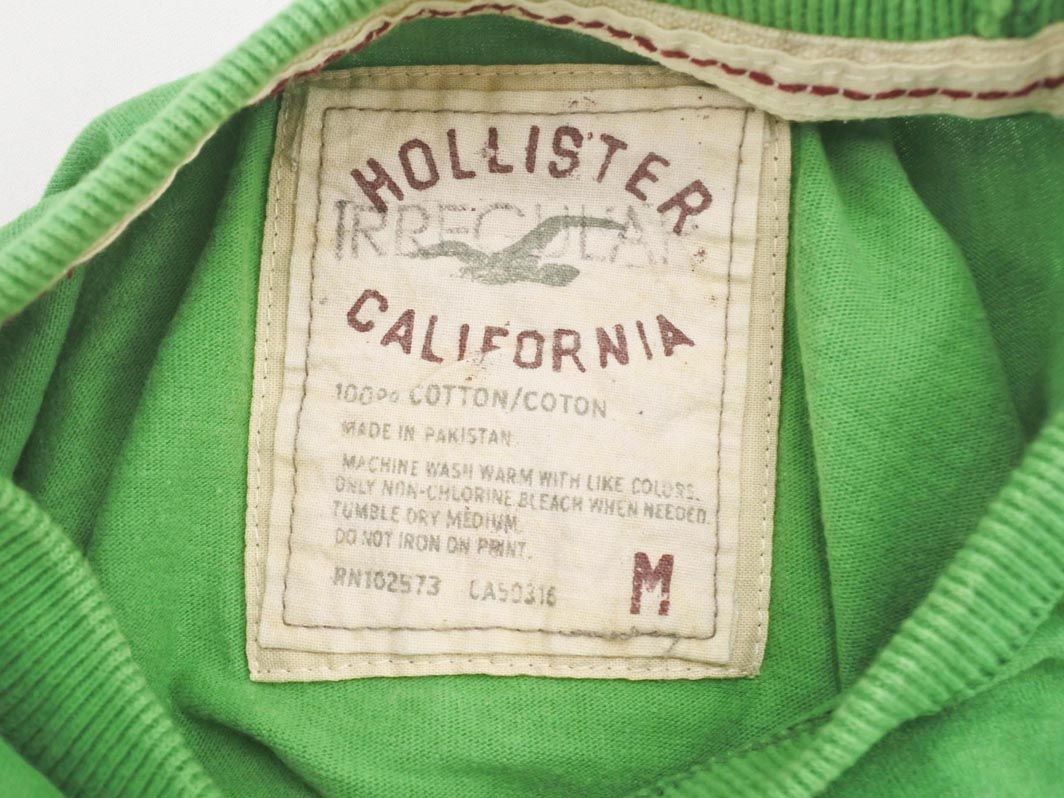 HOLLISTER
IRREGULAR
CALIFORNIA
100% COTTON/COTON
MADE IN PAKISTAN
MACHINE WASH WARM WITH LIKE COLORS.
ONLY NON-CHLORINE BLEACH WHEN NEEDED.
TUMBLE DRY MEDIUM.
DO NOT IRON ON PRINT.
RN102573 CA50316
M